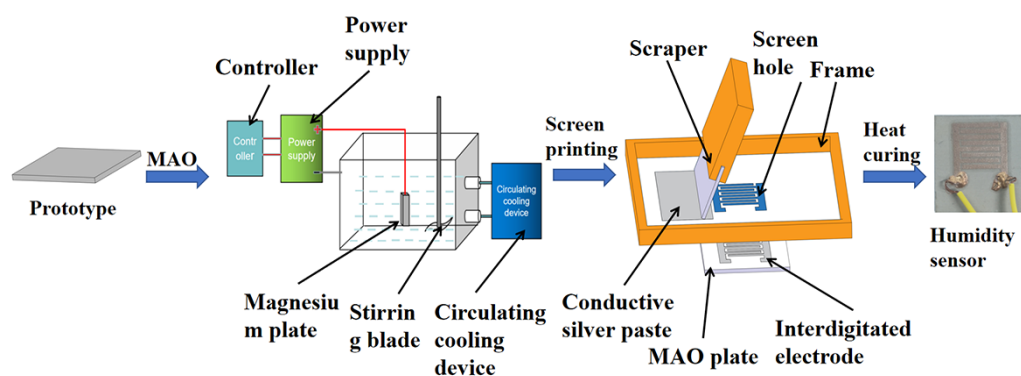 Prototype
MAO
Controller
Power
supply
Contr
oller
Power
supply
Circulating
cooling
device
Magnesiu
m plate
Stirrin
g blade
Circulating
cooling
device
Screen
printing
Scraper
Screen
hole
Frame
Conductive
silver paste
MAO plate
Interdigitated
electrode
Heat
curing
Humidity
sensor